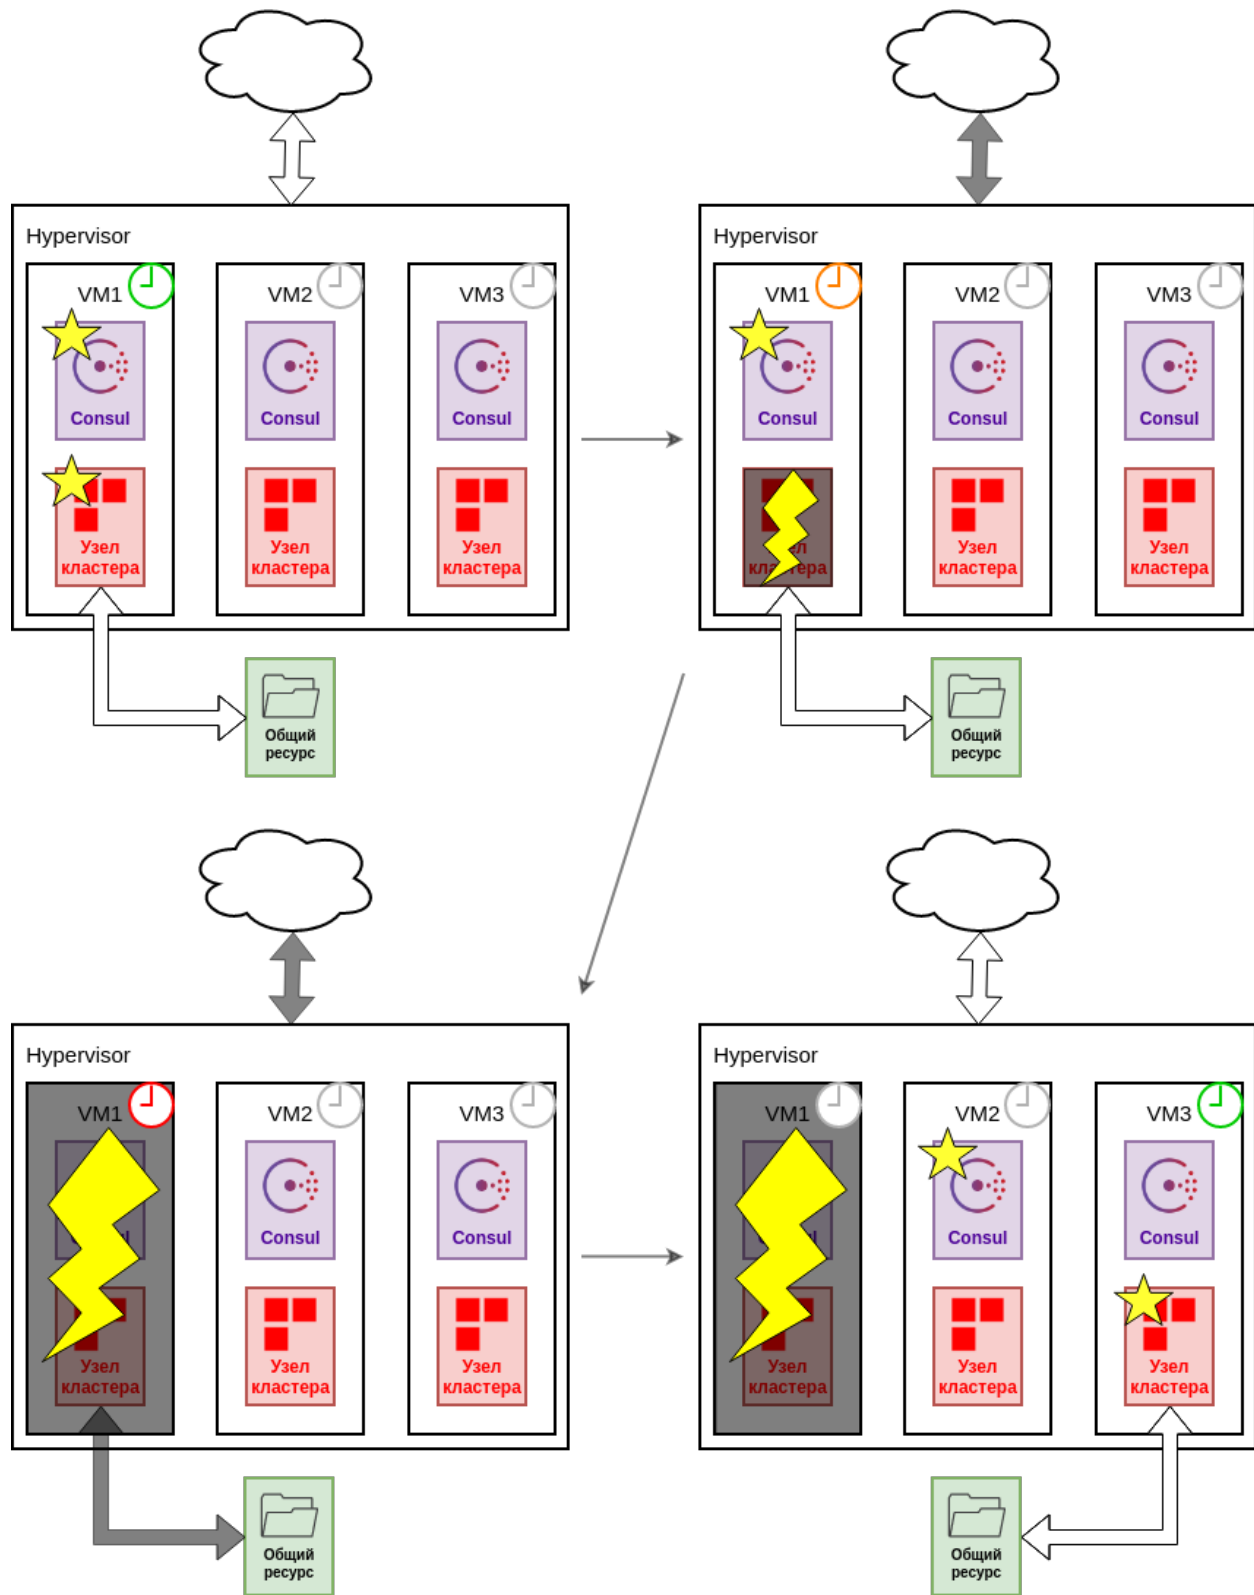 Hypervisor
VM1
VM2
VM3
Consul
Consul
Consul
Узел
кластера
Узел
кластера
Узел
кластера
Общий
ресурс
Hypervisor
VM1
VM2
VM3
Consul
Consul
Consul
Узел
кластера
Узел
кластера
Общий
ресурс
Hypervisor
VM1
VM2
VM3
Consul
Consul
Узел
кластера
Узел
кластера
Узел
кластера
Общий
ресурс
Hypervisor
VM1
VM2
VM3
Consul
Consul
Узел
кластера
Узел
кластера
Узел
кластера
Общий
ресурс